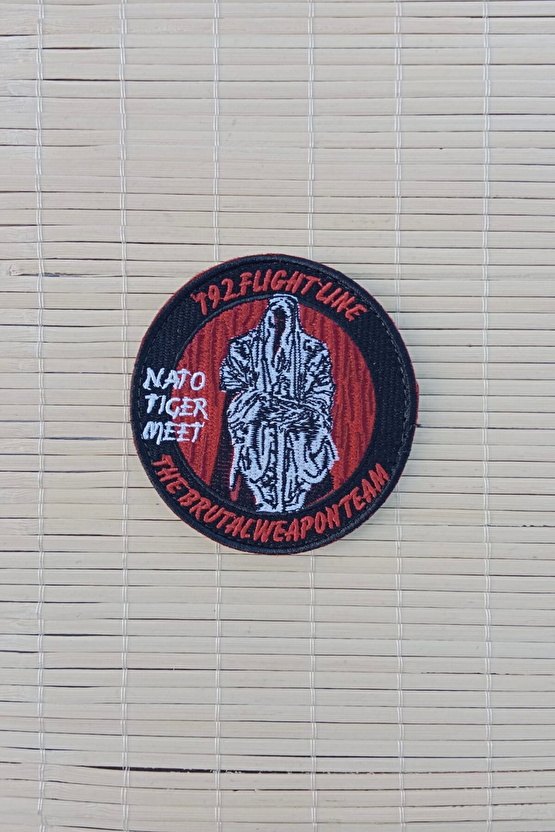 '192 FLIGHT LINE
NATO
TIGER
MEET
THE BRUTAL WEAPON TEAM